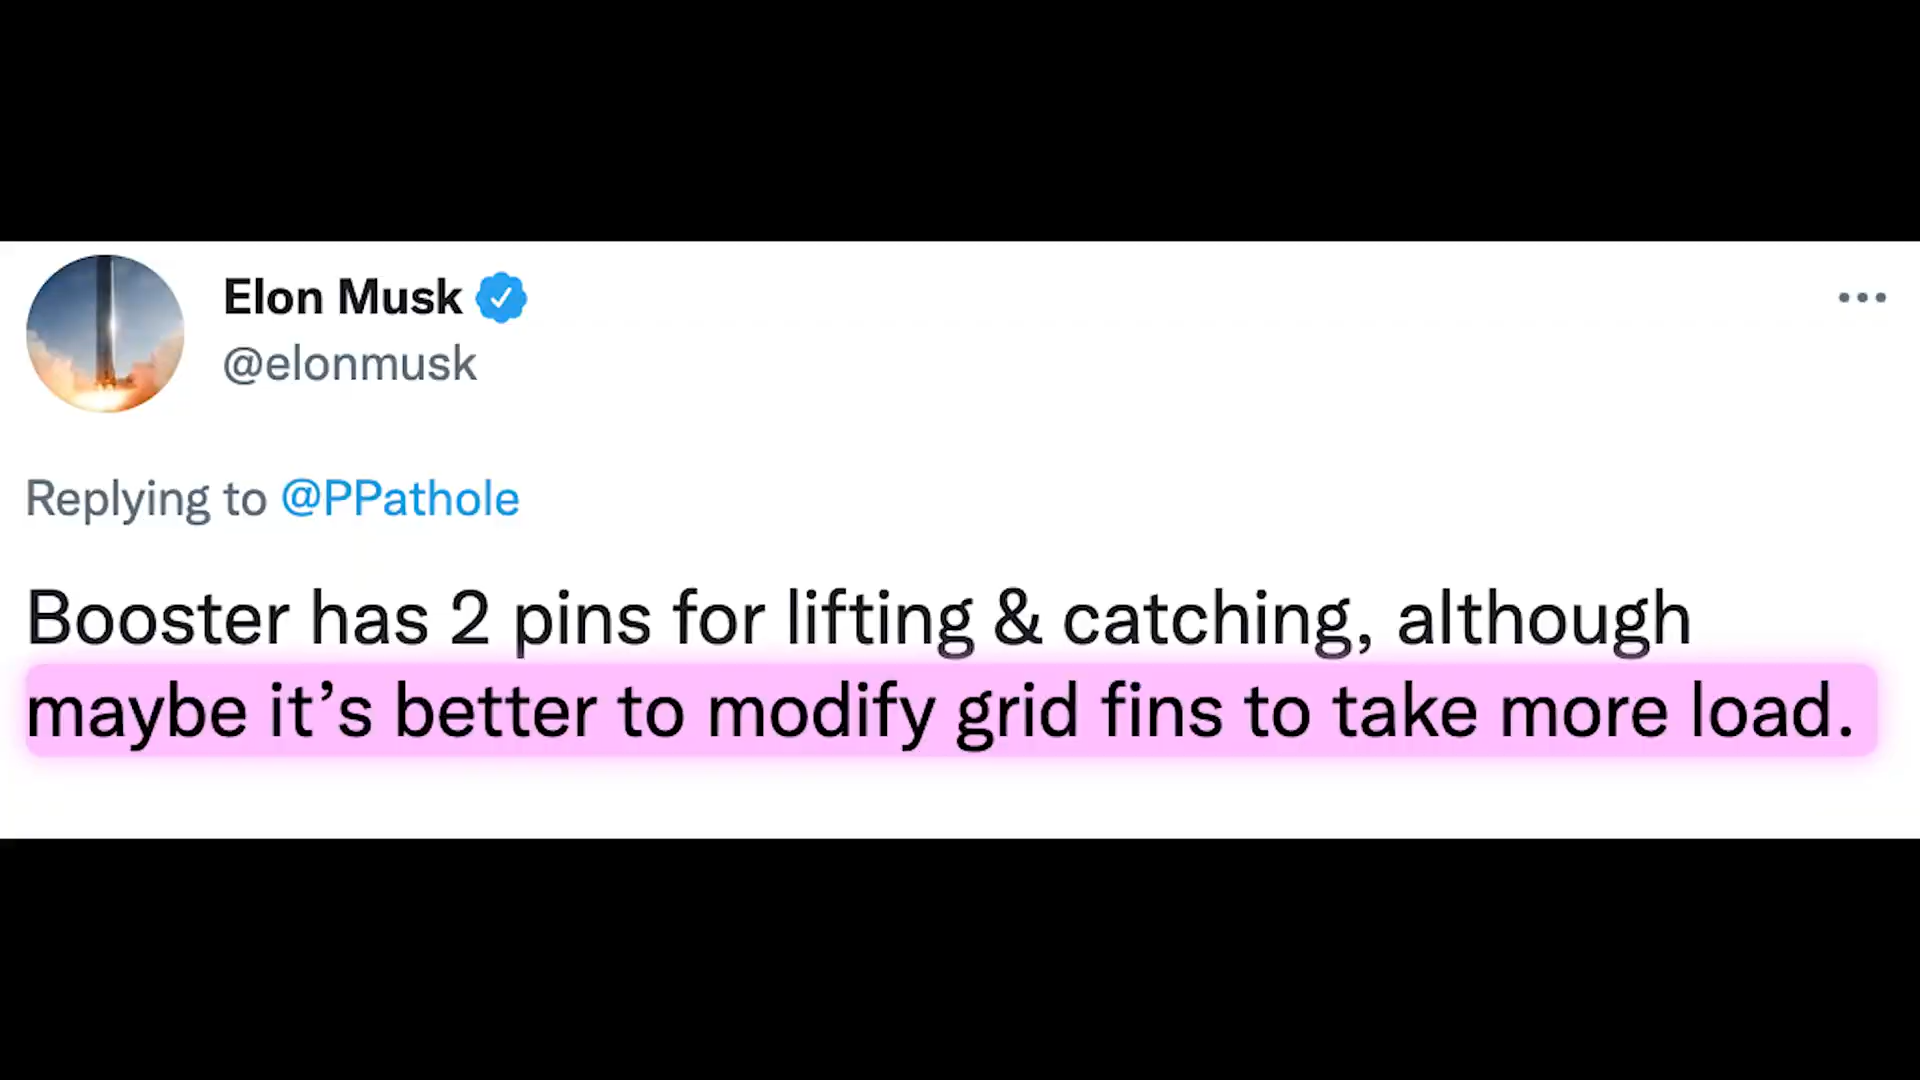 Elon Musk
@elonmusk
Replying to @PPathole
Booster has 2 pins for lifting & catching, although
maybe it’s better to modify grid fins to take more load.